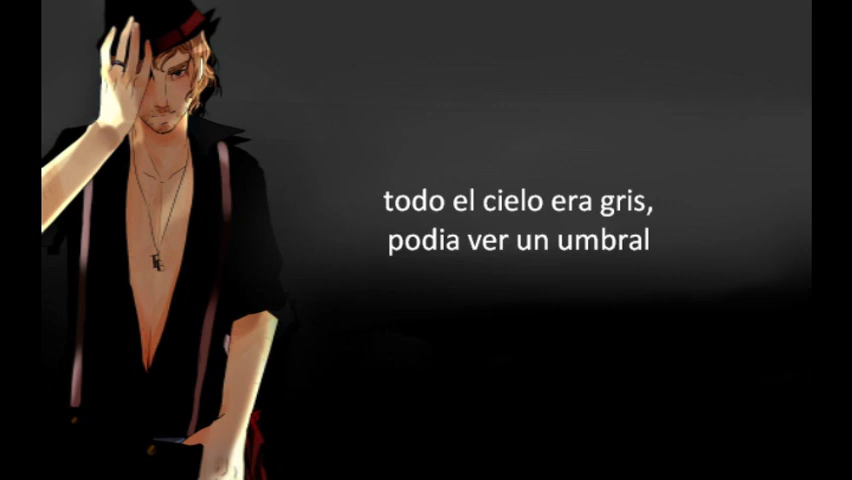 todo el cielo era gris,
podia ver un umbral